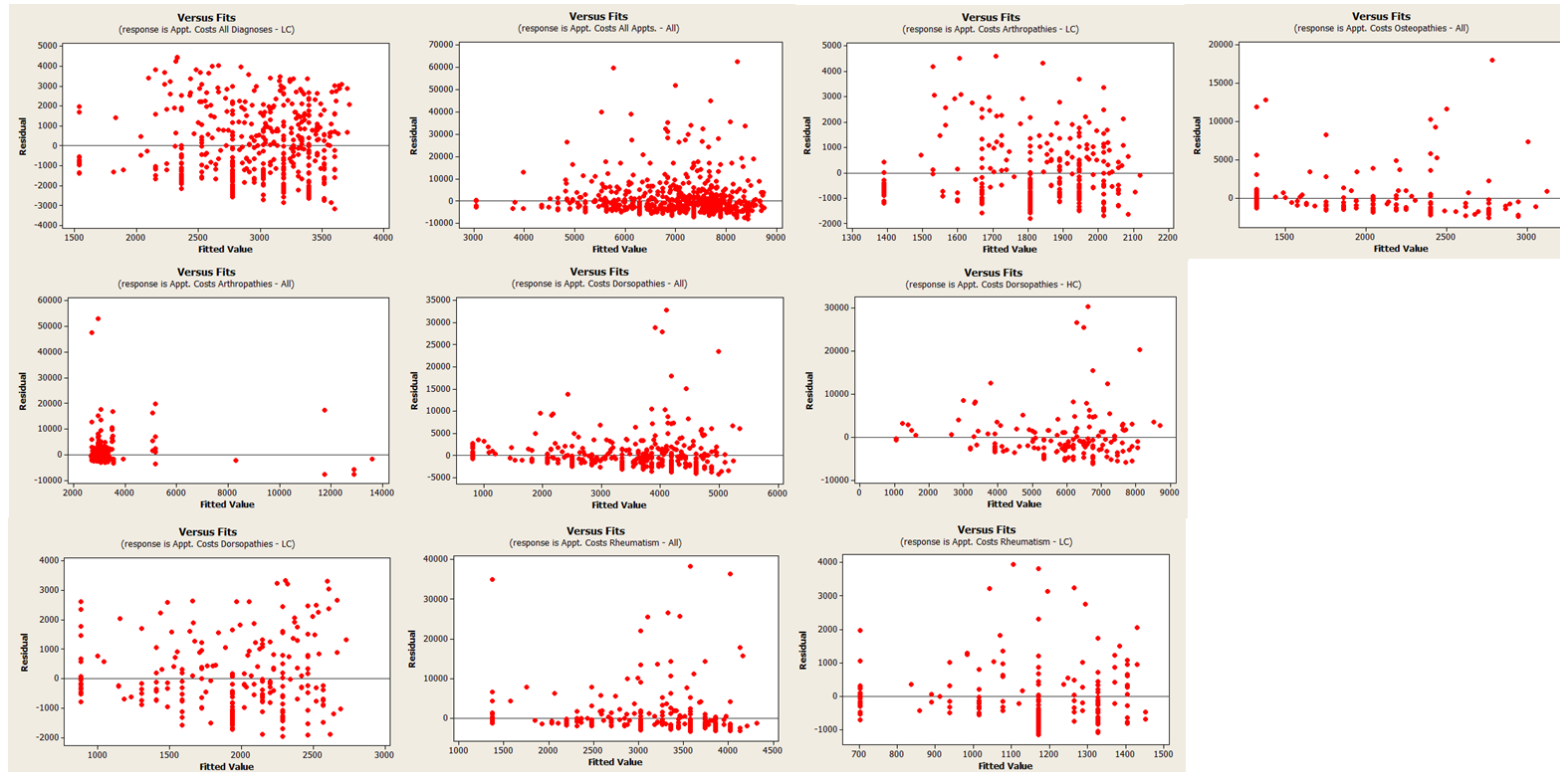 Versus Fits
(response is Appt. Costs All Diagnoses - LC)
5000
4000
3000
2000
1000
0
-1000
-2000
-3000
-4000
Residual
1500 2000 2500 3000 3500 4000
Fitted Value
Versus Fits
(response is Appt. Costs All Appts. - All)
70000
60000
50000
40000
30000
20000
10000
0
-10000
Residual
3000 4000 5000 6000 7000 8000 9000
Fitted Value
Versus Fits
(response is Appt. Costs Arthropathies - LC)
5000
4000
3000
2000
1000
0
-1000
-2000
Residual
1300 1400 1500 1600 1700 1800 1900 2000 2100 2200
Fitted Value
Versus Fits
(response is Appt. Costs Osteopathies - All)
20000
15000
10000
5000
0
Residual
1500 2000 2500 3000
Fitted Value
Versus Fits
(response is Appt. Costs Arthropathies - All)
60000
50000
40000
30000
20000
10000
0
-10000
Residual
2000 4000 6000 8000 10000 12000 14000
Fitted Value
Versus Fits
(response is Appt. Costs Dorsopathies - All)
35000
30000
25000
20000
15000
10000
5000
0
-5000
Residual
1000 2000 3000 4000 5000 6000
Fitted Value
Versus Fits
(response is Appt. Costs Dorsopathies - HC)
30000
20000
10000
0
-10000
Residual
0 1000 2000 3000 4000 5000 6000 7000 8000 9000
Fitted Value
Versus Fits
(response is Appt. Costs Dorsopathies - LC)
4000
3000
2000
1000
0
-1000
-2000
Residual
1000 1500 2000 2500 3000
Fitted Value
Versus Fits
(response is Appt. Costs Rheumatism - All)
40000
30000
20000
10000
0
Residual
1000 1500 2000 2500 3000 3500 4000 4500
Fitted Value
Versus Fits
(response is Appt. Costs Rheumatism - LC)
4000
3000
2000
1000
0
-1000
Residual
700 800 900 1000 1100 1200 1300 1400 1500
Fitted Value